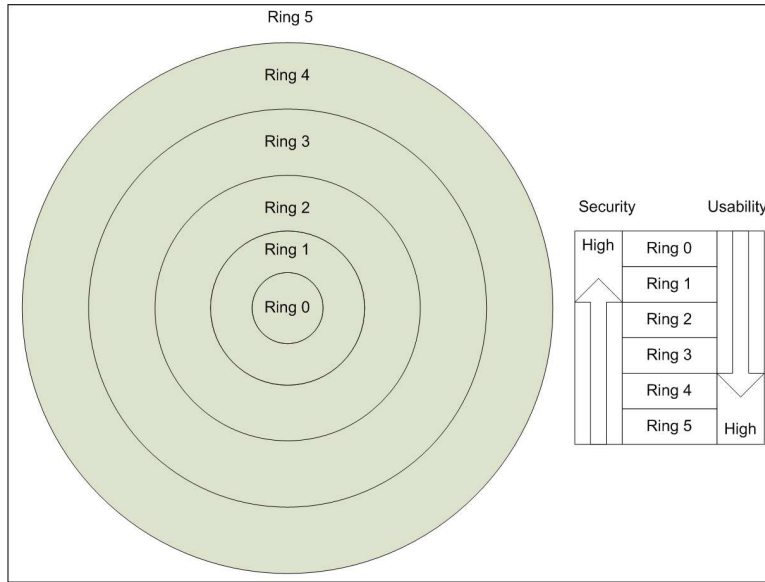 Ring 5
Ring 4
Ring 3
Ring 2
Ring 1
Ring 0
Security Usability
High Ring 0
Ring 1
Ring 2
Ring 3
Ring 4
Ring 5 High